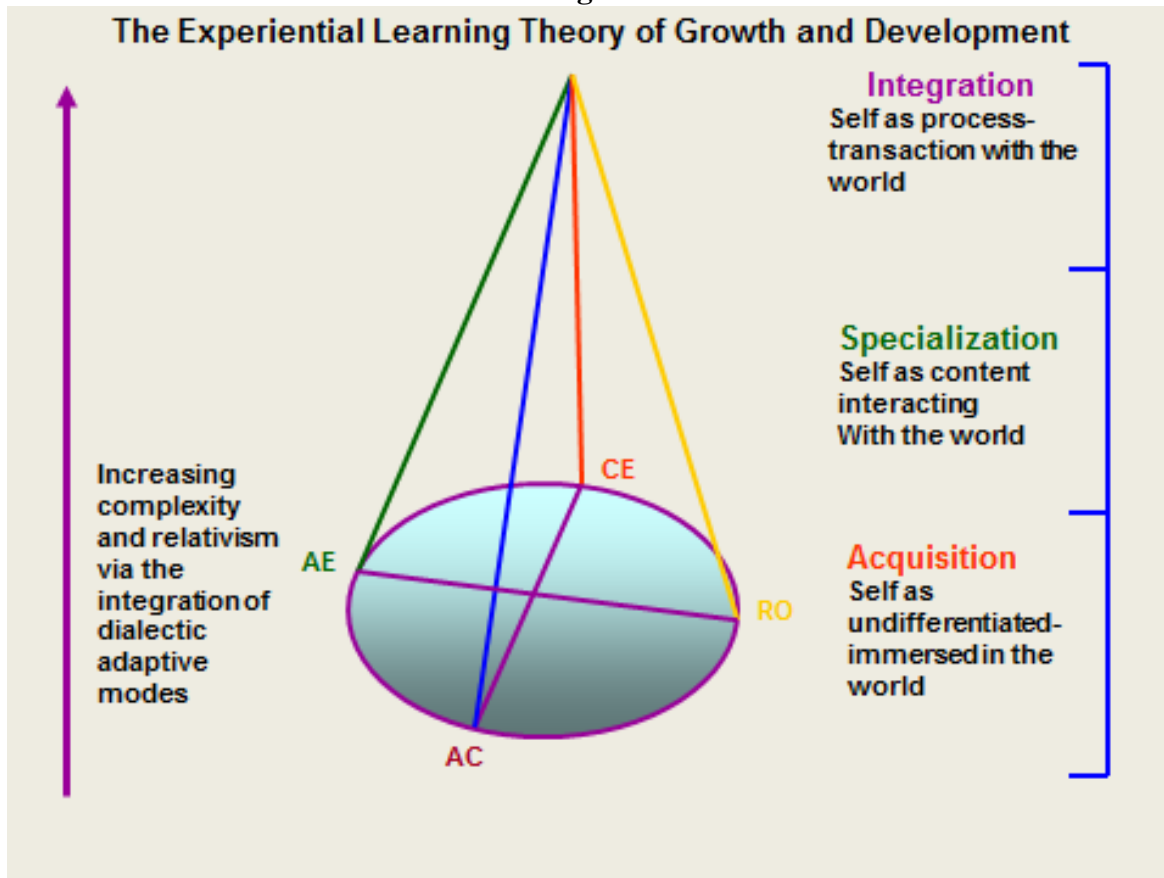 The Experiential Learning Theory of Growth and Development
Integration
Self as process-
transaction with the
world
Specialization
Self as content
interacting
With the world
Increasing
complexity
and relativism
via the
integration of
dialectic
adaptive
modes
CE
AE
RO
AC
Acquisition
Self as
undifferentiated-
immersed in the
world